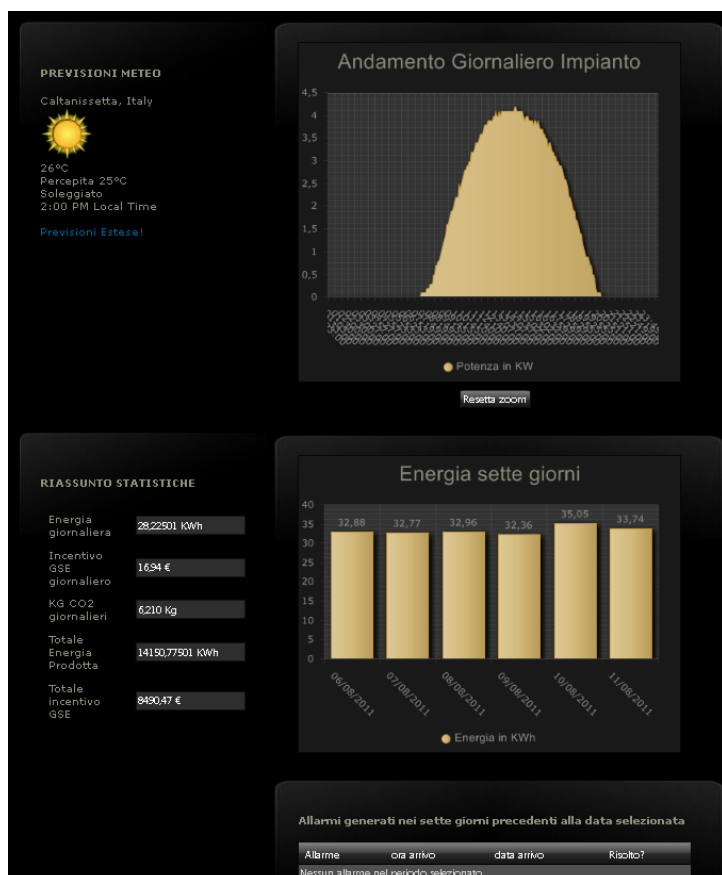 PREVISIONI METEO
Caltanissetta, Italy
26°C
Percepita 25°C
Soleggiato
2:00 PM Local Time
Previsioni Estese!
Andamento Giornaliero Impianto
4,5
4
3,5
3
2,5
2
1,5
1
0,5
0
Potenza in KW
Resetta zoom
RIASSUNTO STATISTICHE
Energia
giornaliera
28,22501 KWh
Incentivo
GSE
giornaliero
16,94 €
KG CO2
giornalieri
6,210 Kg
Totale
Energia
Prodotta
14150,77501 KWh
Totale
incentivo
GSE
8490,47 €
Energia sette giorni
40
35
30
25
20
15
10
5
0
32,88
32,77
32,96
32,36
35,05
33,74
06/08/2011
07/08/2011
08/08/2011
09/08/2011
10/08/2011
11/08/2011
Energia in KWh
Allarmi generati nei sette giorni precedenti alla data selezionata
Allarme ora arrivo data arrivo Risolto?
Nessun allarme nel periodo selezionato